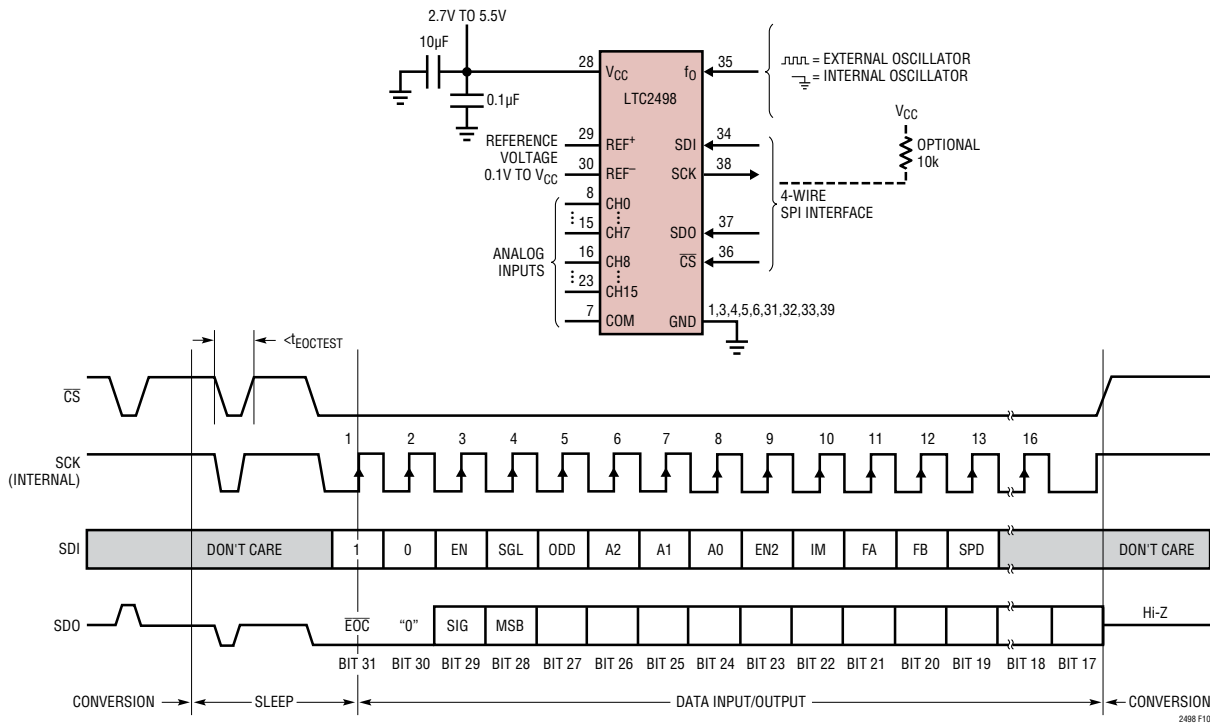 2.7V TO 5.5V
10µF
0.1µF
28
VCC
fO
35
LTC2498
= EXTERNAL OSCILLATOR
= INTERNAL OSCILLATOR
REFERENCE
VOLTAGE
0.1V TO VCC
29
REF+
30
REF–
SDI
34
SCK
38
VCC
OPTIONAL
10k
4-WIRE
SPI INTERFACE
ANALOG
INPUTS
8
CH0
15
CH7
16
CH8
23
CH15
7
COM
SDO
37
CS
36
GND
1,3,4,5,6,31,32,33,39
<tEOCTEST
CS
1 2 3 4 5 6 7 8 9 10 11 12 13 16
SCK
(INTERNAL)
SDI DON'T CARE 1 0 EN SGL ODD A2 A1 A0 EN2 IM FA FB SPD DON'T CARE
SDO EOC “0” SIG MSB Hi-Z
BIT 31 BIT 30 BIT 29 BIT 28 BIT 27 BIT 26 BIT 25 BIT 24 BIT 23 BIT 22 BIT 21 BIT 20 BIT 19 BIT 18 BIT 17
CONVERSION SLEEP DATA INPUT/OUTPUT CONVERSION
2498 F10